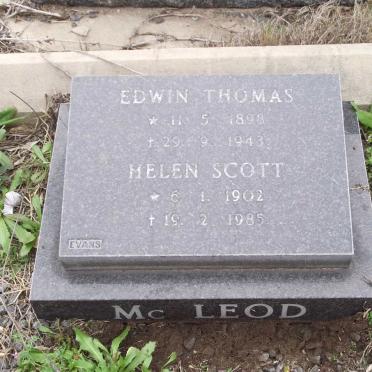 EDWIN THOMAS
* 11 5 1898
† 29 9 1943
HELEN SCOTT
* 6 1 1902
† 19 2 1985
EVANS
Mc LEOD